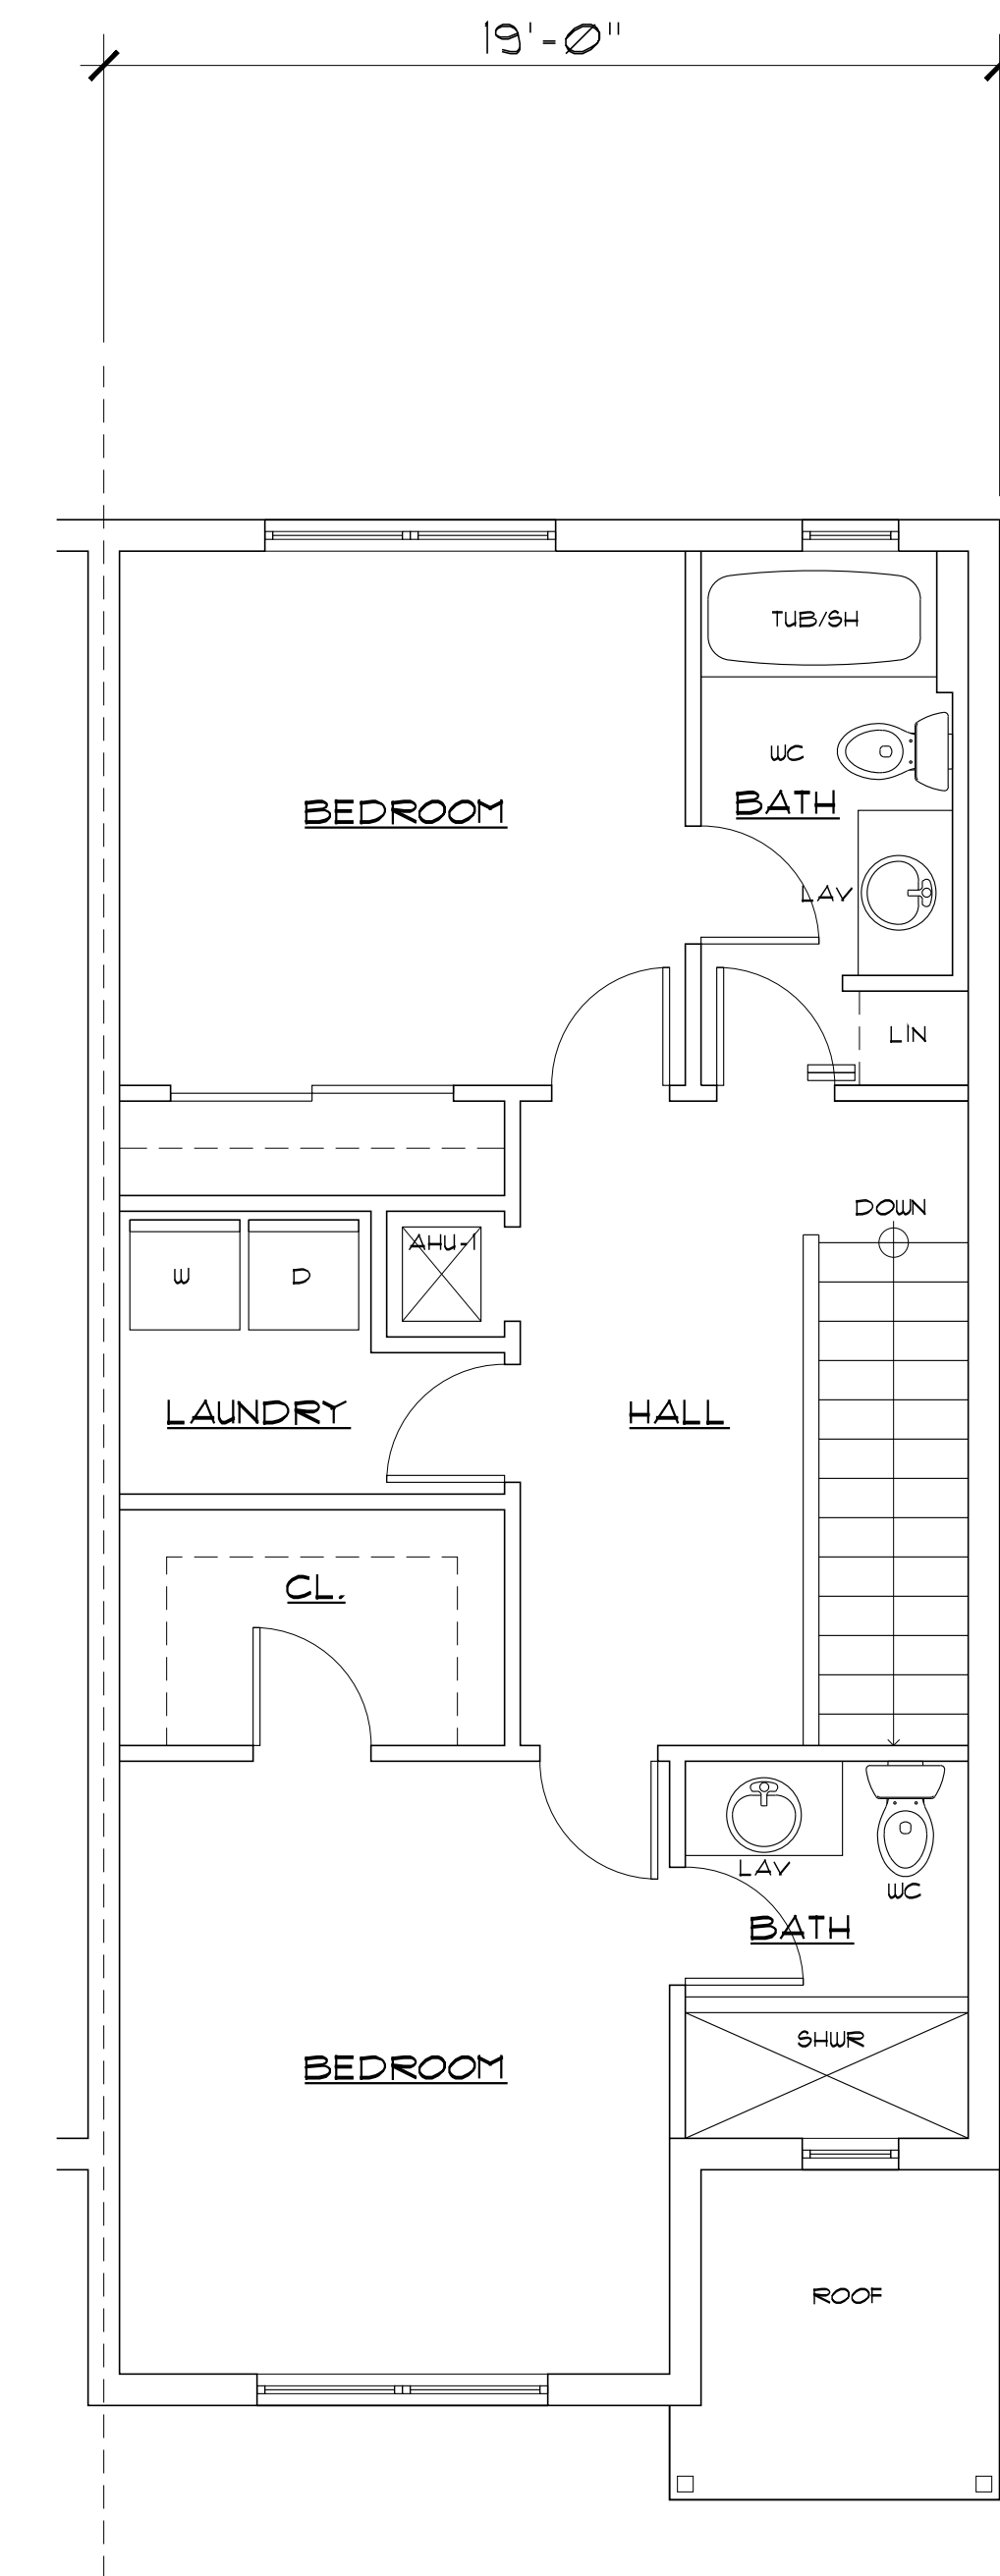 19'-0"
TUB/SH
WC
BEDROOM
BATH
LAV
LIN
DOWN
AHU-1
W
D
LAUNDRY
HALL
CL.
LAV
WC
BATH
SHWR
BEDROOM
ROOF